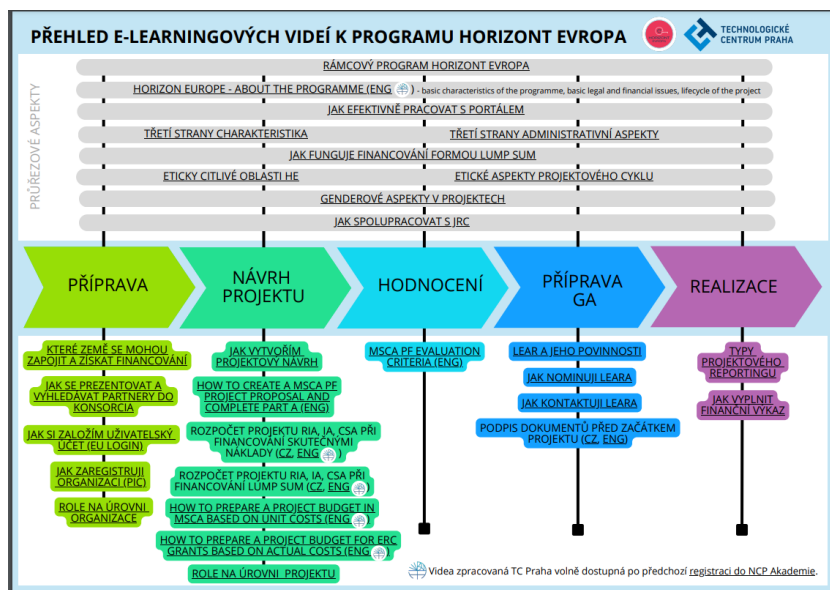 PŘEHLED E-LEARNINGOVÝCH VIDEÍ K PROGRAMU HORIZONT EVROPA
TECHNOLOGICKÉ
CENTRUM PRAHA
PRŮŘEZOVÉ ASPEKTY
RÁMCOVÝ PROGRAM HORIZONT EVROPA
HORIZON EUROPE - ABOUT THE PROGRAMME (ENG ) - basic characteristics of the programme, basic legal and financial issues, lifecycle of the project
JAK EFEKTIVNĚ PRACOVAT S PORTÁLEM
TŘETÍ STRANY CHARAKTERISTIKA
TŘETÍ STRANY ADMINISTRATIVNÍ ASPEKTY
JAK FUNGUJE FINANCOVÁNÍ FORMOU LUMP SUM
ETICKY CITLIVÉ OBLASTI HE
ETICKÉ ASPEKTY PROJEKTOVÉHO CYKLU
GENDEROVÉ ASPEKTY V PROJEKTECH
JAK SPOLUPRACOVAT S JRC
PŘÍPRAVA
NÁVRH
PROJEKTU
HODNOCENÍ
PŘÍPRAVA
GA
REALIZACE
KTERÉ ZEMĚ SE MOHOU
ZAPOJIT A ZÍSKAT FINANCOVÁNÍ
JAK SE PREZENTOVAT A
VYHLEDÁVAT PARTNERY DO
KONSORCIA
JAK SI ZALOŽÍM UŽIVATELSKÝ
ÚČET (EU LOGIN)
JAK ZAREGISTRUJI
ORGANIZACI (PIC)
ROLE NA ÚROVNI
ORGANIZACE
JAK VYTVOŘÍM
PROJEKTOVÝ NÁVRH
HOW TO CREATE A MSCA PF
PROJECT PROPOSAL AND
COMPLETE PART A (ENG)
ROZPOČET PROJEKTU RIA, IA, CSA PŘI
FINANCOVÁNÍ SKUTEČNÝMI
NÁKLADY (CZ, ENG )
ROZPOČET PROJEKTU RIA, IA, CSA PŘI
FINANCOVÁNÍ LUMP SUM (CZ, ENG )
HOW TO PREPARE A PROJECT BUDGET IN
MSCA BASED ON UNIT COSTS (ENG )
HOW TO PREPARE A PROJECT BUDGET FOR ERC
GRANTS BASED ON ACTUAL COSTS (ENG )
ROLE NA ÚROVNI PROJEKTU
MSCA PF EVALUATION
CRITERIA (ENG)
LEAR A JEHO POVINNOSTI
JAK NOMINUJI LEARA
JAK KONTAKTUJI LEARA
PODPIS DOKUMENTŮ PŘED ZAČÁTKEM
PROJEKTU (CZ, ENG)
TYPY
PROJEKTOVÉHO
REPORTINGU
JAK VYPLNIT
FINANČNÍ VÝKAZ
Videa zpracovaná TC Praha volně dostupná po předchozí registraci do NCP Akademie.